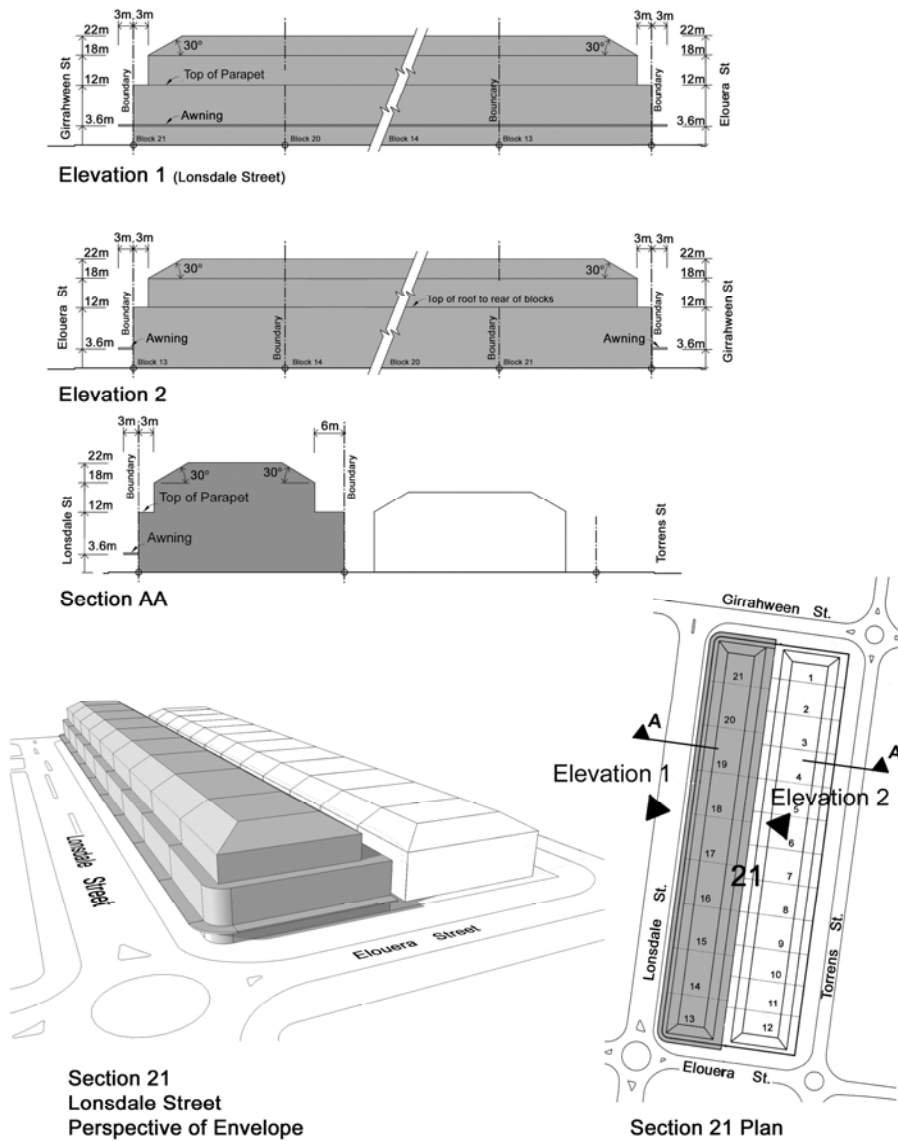 3m 3m
22m
18m
12m
3.6m
Girrahween St
Boundary
30°
Top of Parapet
Awning
Block 21
Block 20
Block 14
Block 13
Boundary
30°
Boundary
3m 3m
22m
18m
12m
3.6m
Elouera St
Elevation 1 (Lonsdale Street)
3m 3m
22m
18m
12m
3.6m
Elouera St
Boundary
30°
Awning
Block 13
Boundary
Block 14
Top of roof to rear of blocks
Block 20
Boundary
Block 21
30°
Awning
Boundary
3m 3m
22m
18m
12m
3.6m
Girrahween St
Elevation 2
3m 3m
22m
18m
12m
3.6m
Lonsdale St
Boundary
30°
30°
Top of Parapet
Awning
6m
Boundary
Torrens St
Section AA
Girrahween St.
21
1
20
2
A
19
3
A
18
4
Elevation 1
Elevation 2
5
17
6
21
7
16
8
15
9
14
10
13
11
12
Lonsdale St.
Torrens St.
Elouera St.
Lonsdale Street
Elouera Street
Section 21
Lonsdale Street
Perspective of Envelope
Section 21 Plan